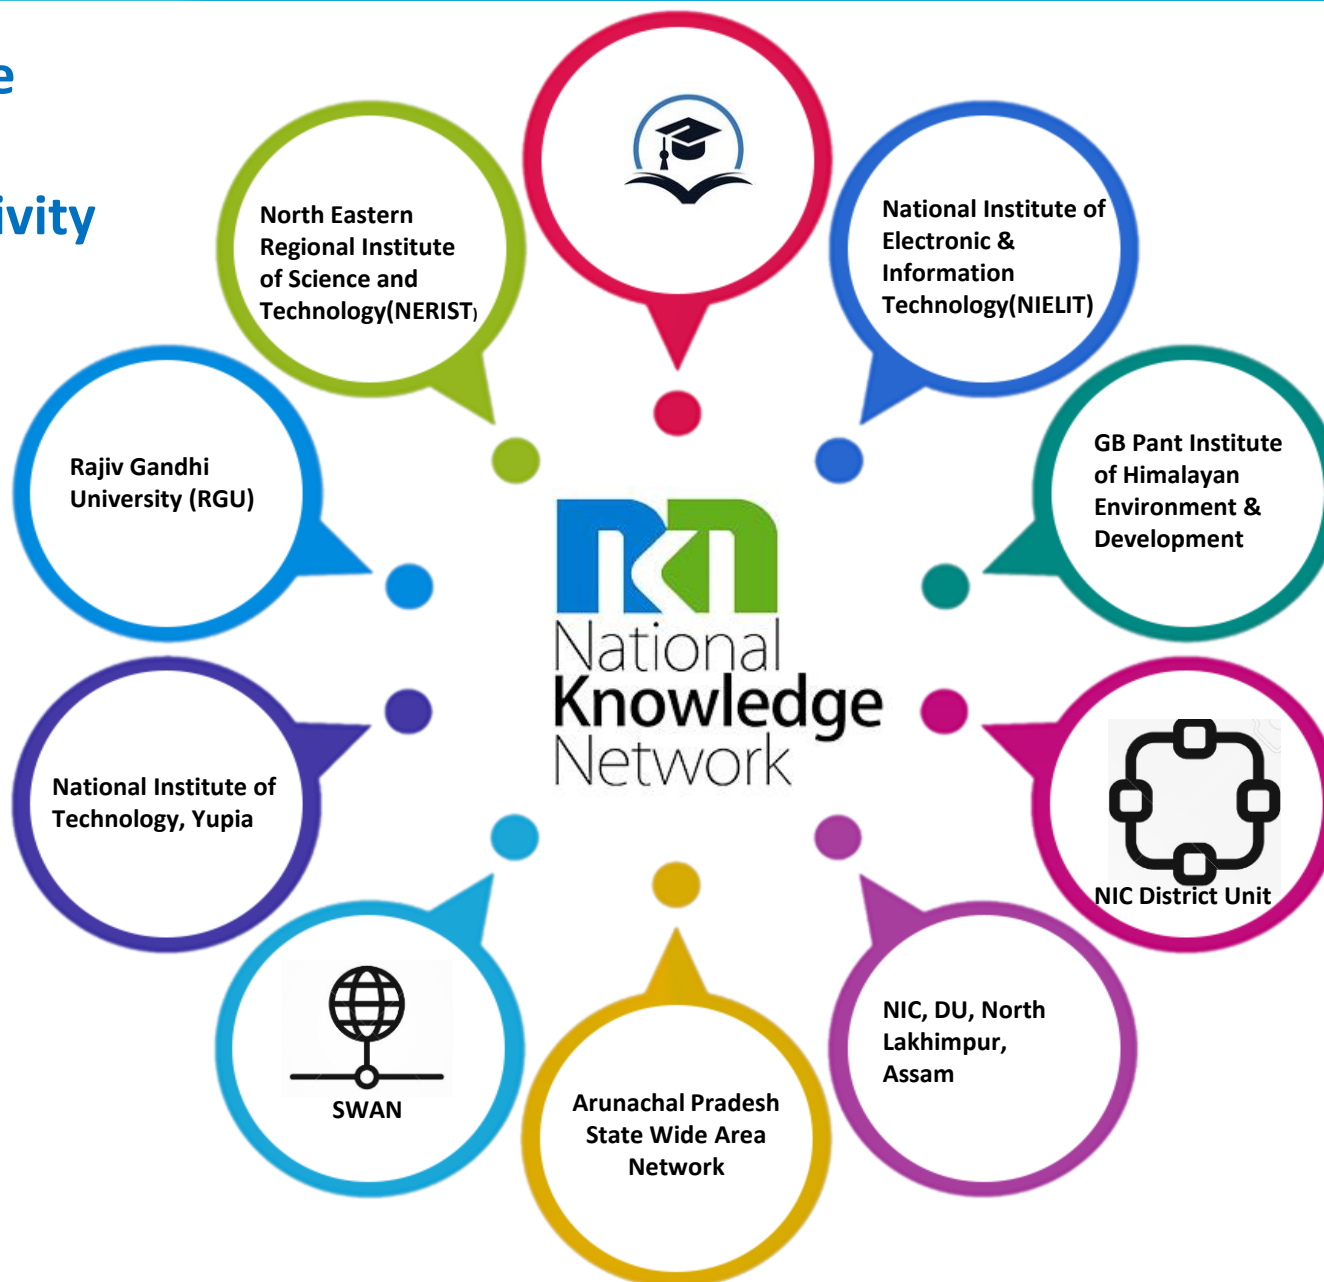 North Eastern
Regional Institute
of Science and
Technology(NERIST)
National Institute of
Electronic &
Information
Technology(NIELIT)
Rajiv Gandhi
University (RGU)
GB Pant Institute
of Himalayan
Environment &
Development
National
Knowledge
Network
National Institute of
Technology, Yupia
NIC District Unit
SWAN
Arunachal Pradesh
State Wide Area
Network
NIC, DU, North
Lakhimpur,
Assam